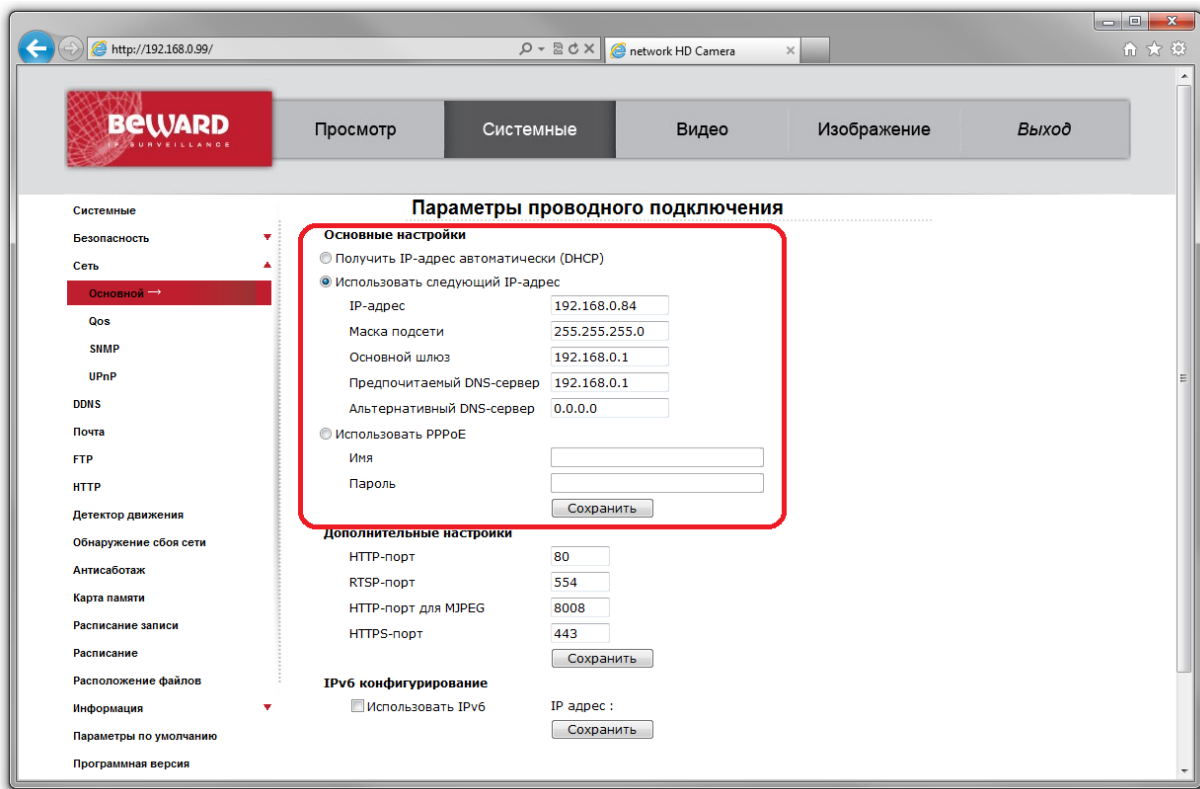 http://192.168.0.99/
network HD Camera
BEWARD
IP SURVEILLANCE
Просмотр
Системные
Видео
Изображение
Выход
Системные
Безопасность
Сеть
Основной →
Qos
SNMP
UPnP
DDNS
Почта
FTP
HTTP
Детектор движения
Обнаружение сбоя сети
Антисаботаж
Карта памяти
Расписание записи
Расписание
Расположение файлов
Информация
Параметры по умолчанию
Программная версия
Параметры проводного подключения
Основные настройки
Получить IP-адрес автоматически (DHCP)
Использовать следующий IP-адрес
IP-адрес 192.168.0.84
Маска подсети 255.255.255.0
Основной шлюз 192.168.0.1
Предпочитаемый DNS-сервер 192.168.0.1
Альтернативный DNS-сервер 0.0.0.0
Использовать PPPoE
Имя
Пароль
Сохранить
Дополнительные настройки
HTTP-порт 80
RTSP-порт 554
HTTP-порт для MJPEG 8008
HTTPS-порт 443
Сохранить
IPv6 конфигурирование
Использовать IPv6 IP адрес :
Сохранить